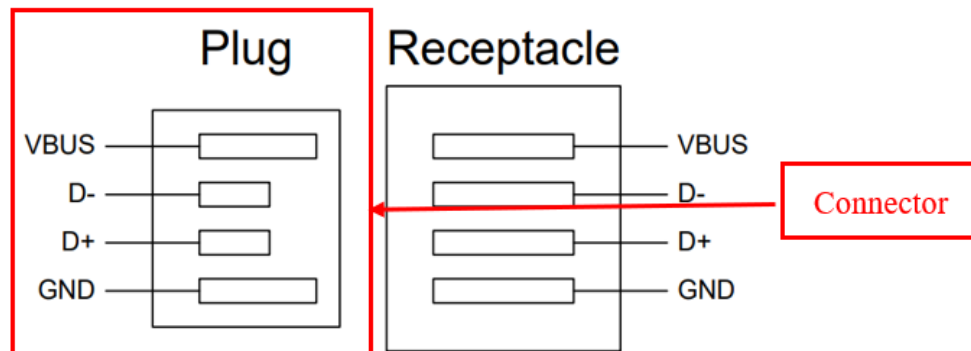 Plug
Receptacle
VBUS
D-
D+
GND
VBUS
D-
D+
GND
Connector